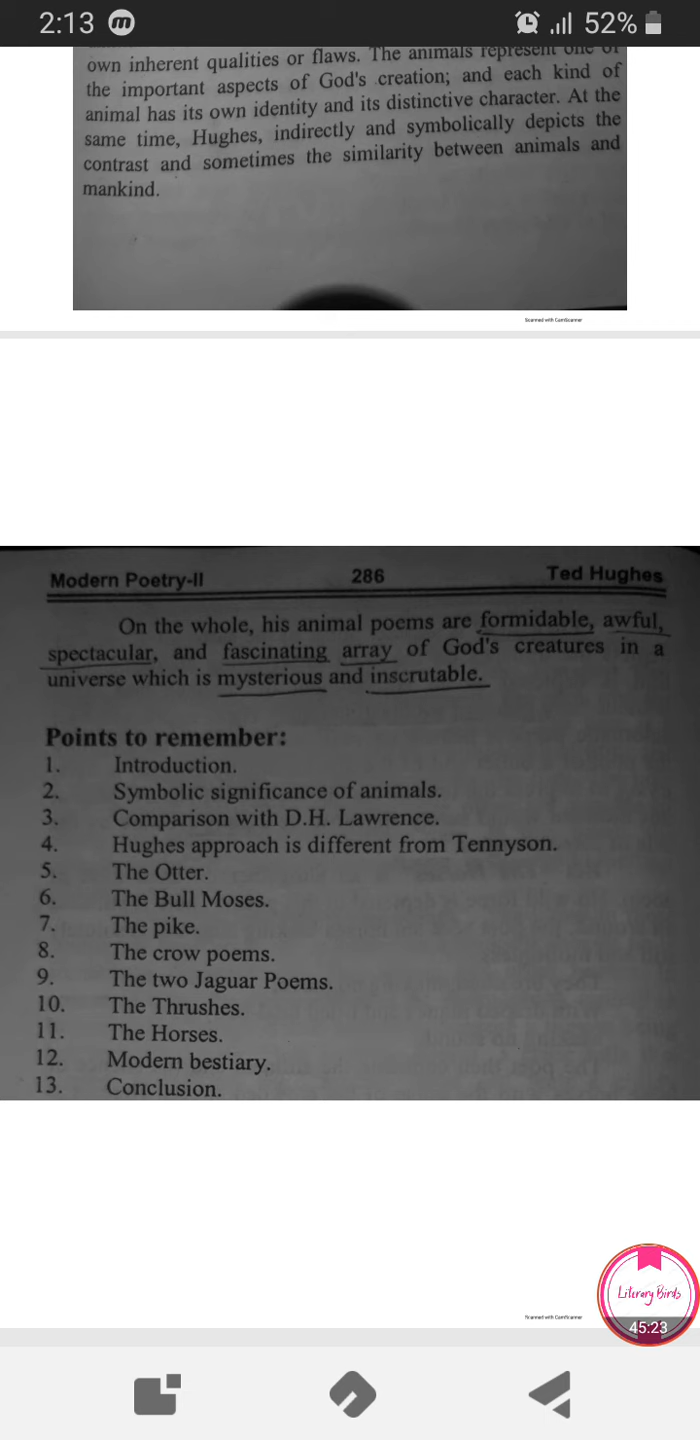 2:13 m 52%
own inherent qualities or flaws. The animals represent one of
the important aspects of God's creation; and each kind of
animal has its own identity and its distinctive character. At the
same time, Hughes, indirectly and symbolically depicts the
contrast and sometimes the similarity between animals and
mankind.
Scanned with CamScanner
Modern Poetry-II 286 Ted Hughes
On the whole, his animal poems are formidable, awful,
spectacular, and fascinating array of God's creatures in a
universe which is mysterious and inscrutable.
Points to remember:
1. Introduction.
2. Symbolic significance of animals.
3. Comparison with D.H. Lawrence.
4. Hughes approach is different from Tennyson.
5. The Otter.
6. The Bull Moses.
7. The pike.
8. The crow poems.
9. The two Jaguar Poems.
10. The Thrushes.
11. The Horses.
12. Modern bestiary.
13. Conclusion.
Literary Birds
45:23
Scanned with CamScanner